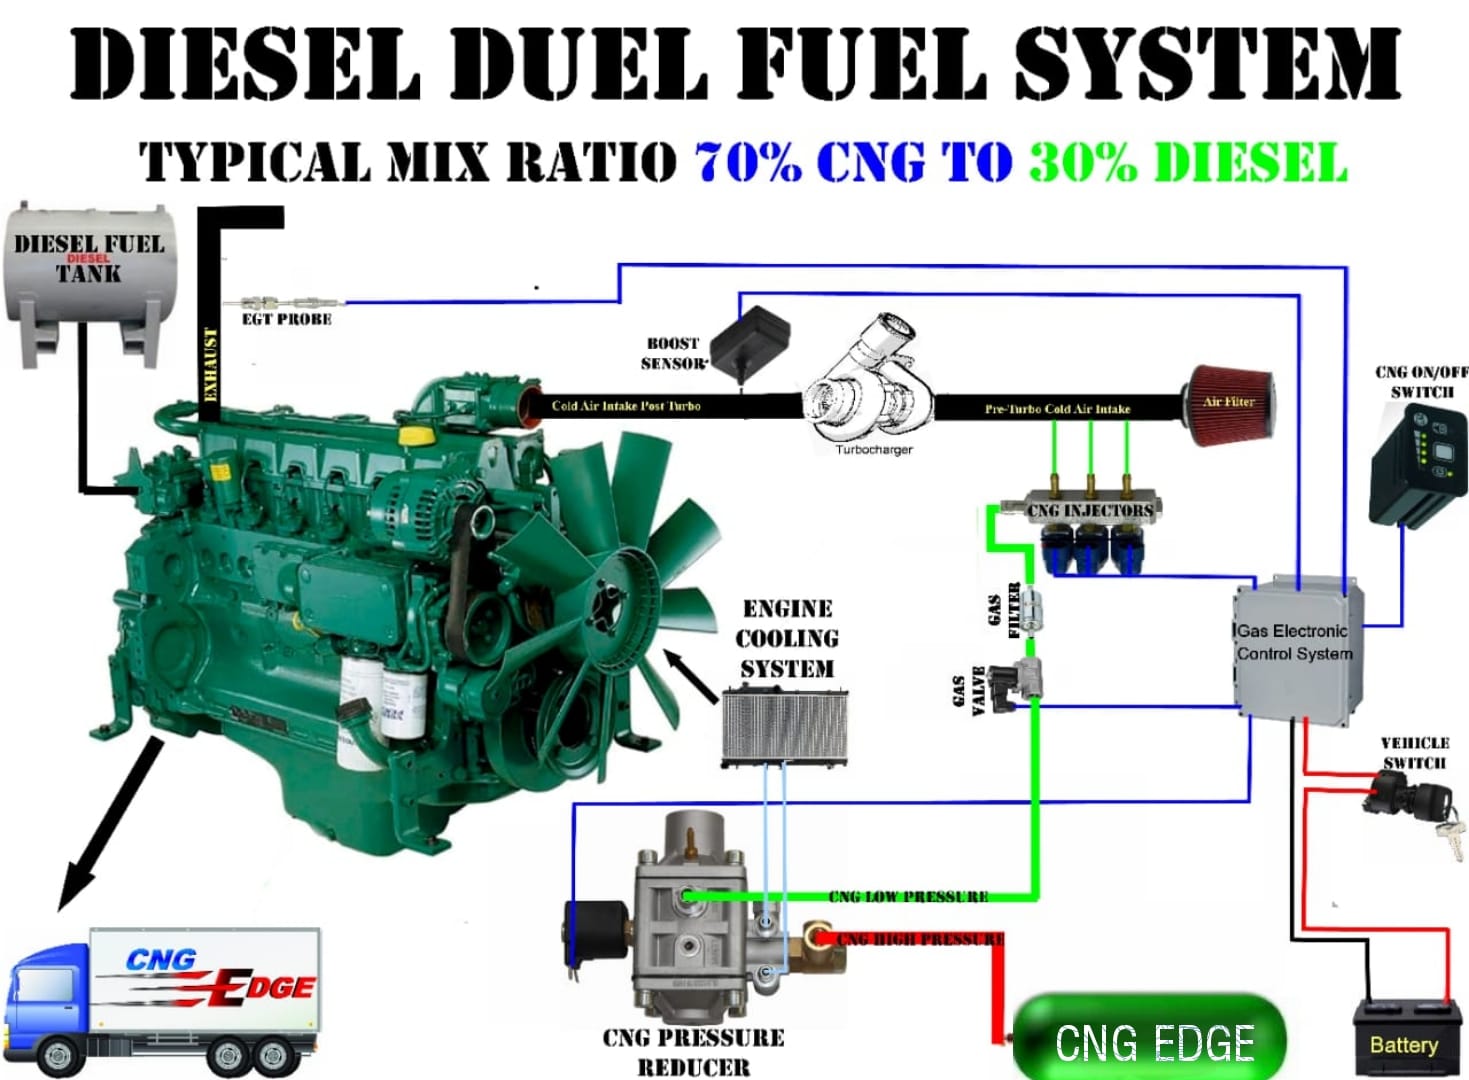 DIESEL DUEL FUEL SYSTEM
TYPICAL MIX RATIO 70% CNG TO 30% DIESEL
DIESEL FUEL
DIESEL
TANK
EXHAUST
EGT PROBE
BOOST
SENSOR
Cold Air Intake Post Turbo
Turbocharger
Pre-Turbo Cold Air Intake
Air Filter
CNG ON/OFF
SWITCH
CNG INJECTORS
GAS
FILTER
GAS
VALVE
ENGINE
COOLING
SYSTEM
Gas Electronic
Control System
VEHICLE
SWITCH
CNG LOW PRESSURE
CNG HIGH PRESSURE
CNG
EDGE
CNG PRESSURE
REDUCER
CNG EDGE
Battery